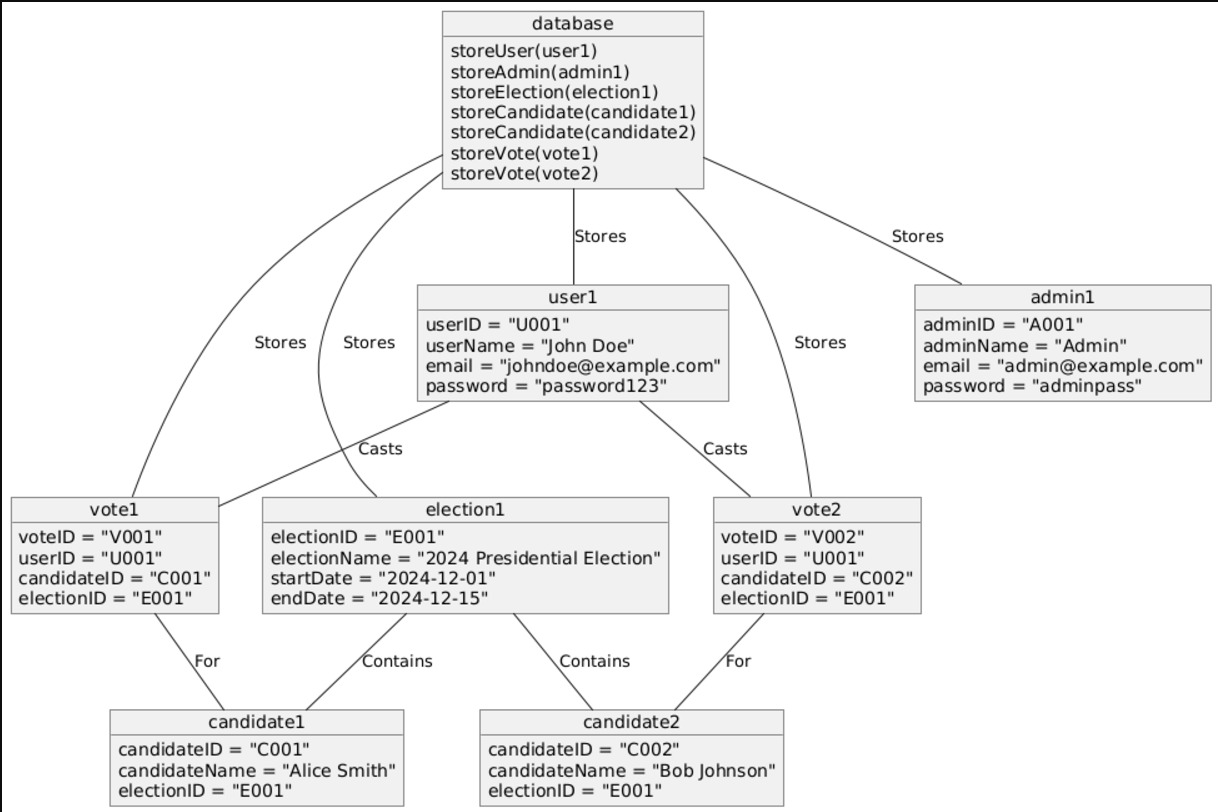 database
storeUser(user1)
storeAdmin(admin1)
storeElection(election1)
storeCandidate(candidate1)
storeCandidate(candidate2)
storeVote(vote1)
storeVote(vote2)
Stores
Stores
Stores
Stores
Stores
user1
userID = "U001"
userName = "John Doe"
email = "johndoe@example.com"
password = "password123"
admin1
adminID = "A001"
adminName = "Admin"
email = "admin@example.com"
password = "adminpass"
Casts
Casts
vote1
voteID = "V001"
userID = "U001"
candidateID = "C001"
electionID = "E001"
election1
electionID = "E001"
electionName = "2024 Presidential Election"
startDate = "2024-12-01"
endDate = "2024-12-15"
vote2
voteID = "V002"
userID = "U001"
candidateID = "C002"
electionID = "E001"
For
Contains
Contains
For
candidate1
candidateID = "C001"
candidateName = "Alice Smith"
electionID = "E001"
candidate2
candidateID = "C002"
candidateName = "Bob Johnson"
electionID = "E001"